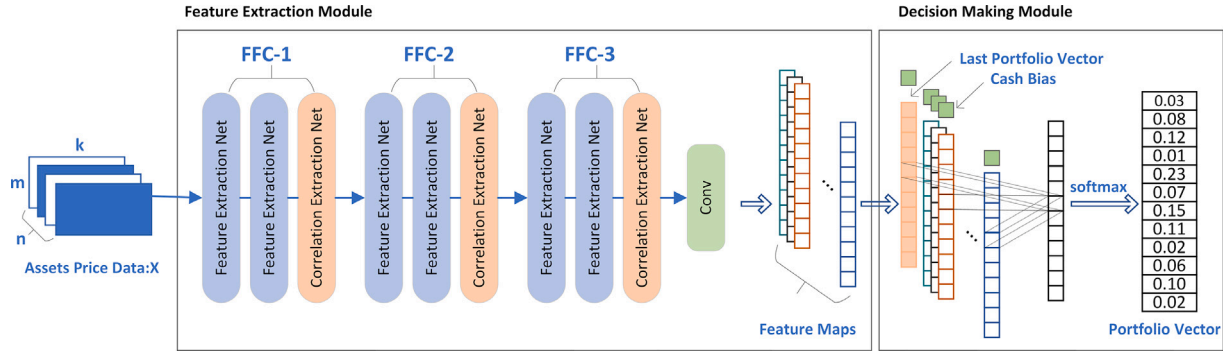 Feature Extraction Module
Decision Making Module
FFC-1
FFC-2
FFC-3
Feature Extraction Net
Feature Extraction Net
Correlation Extraction Net
Feature Extraction Net
Feature Extraction Net
Correlation Extraction Net
Feature Extraction Net
Feature Extraction Net
Correlation Extraction Net
Conv
k
m
n
Assets Price Data:X
Feature Maps
Last Portfolio Vector
Cash Bias
softmax
0.03
0.08
0.12
0.01
0.23
0.07
0.15
0.11
0.02
0.06
0.10
0.02
Portfolio Vector